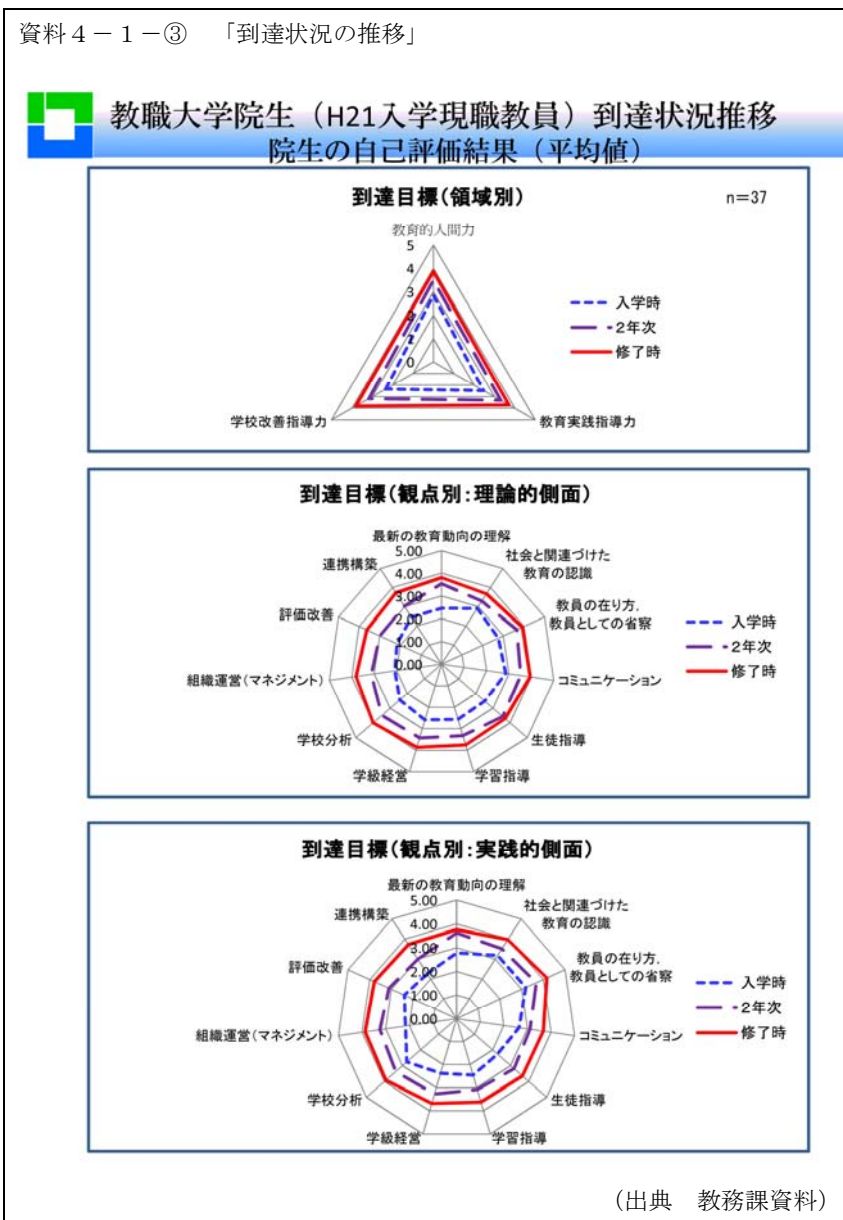 資料4-1-③ 「到達状況の推移」
教職大学院生（H21入学現職教員）到達状況推移
院生の自己評価結果（平均値）
到達目標(領域別)
n=37
教育的人間力
5
4
3
2
1
0
学校改善指導力
教育実践指導力
入学時
2年次
修了時
到達目標(観点別:理論的側面)
最新の教育動向の理解
社会と関連づけた
教育の認識
教員の在り方,
教員としての省察
コミュニケーション
生徒指導
学習指導
学級経営
学校分析
組織運営(マネジメント)
評価改善
連携構築
5.00
4.00
3.00
2.00
1.00
0.00
入学時
2年次
修了時
到達目標(観点別:実践的側面)
最新の教育動向の理解
社会と関連づけた
教育の認識
教員の在り方,
教員としての省察
コミュニケーション
生徒指導
学習指導
学級経営
学校分析
組織運営(マネジメント)
評価改善
連携構築
5.00
4.00
3.00
2.00
1.00
0.00
入学時
2年次
修了時
（出典 教務課資料）